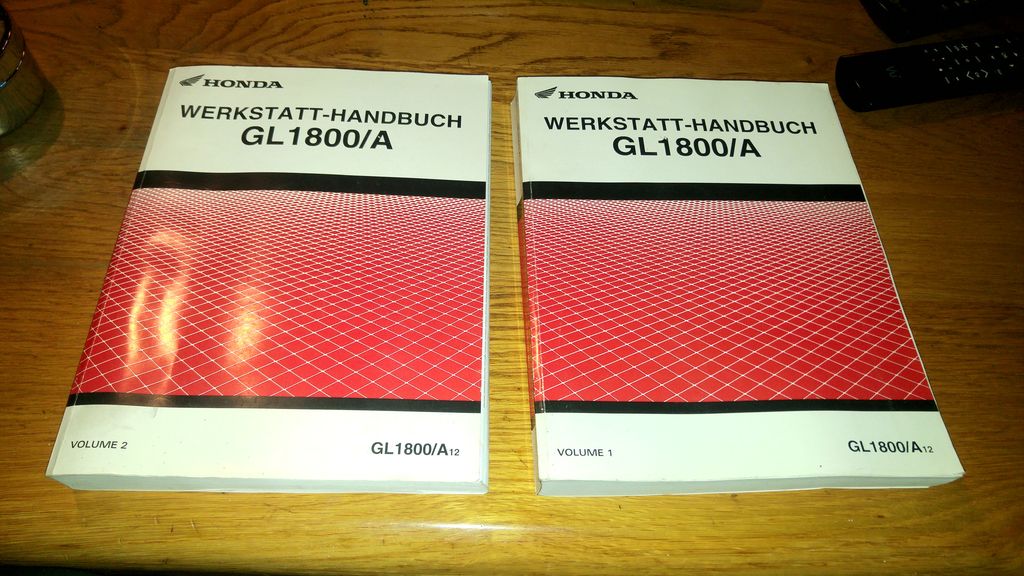 HONDA
WERKSTATT-HANDBUCH
GL1800/A
VOLUME 2
GL1800/A12
HONDA
WERKSTATT-HANDBUCH
GL1800/A
VOLUME 1
GL1800/A12